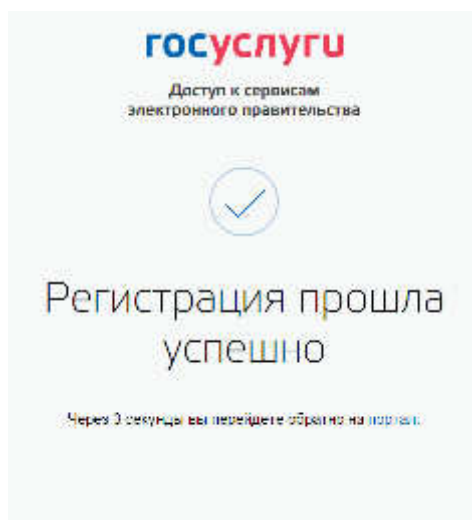 госуслуги
Доступ к сервисам
электронного правительства
Регистрация прошла
успешно
Через 3 секунды вы перейдете обратно на портал.